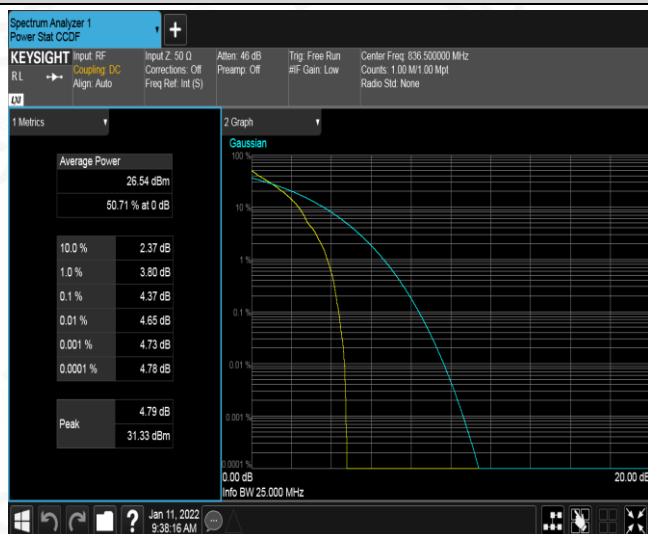 Spectrum Analyzer 1
Power Stat CCDF
+
KEYSIGHT
R L
LXI
Input: RF
Coupling: DC
Align: Auto
Input Z: 50 Ω
Corrections: Off
Freq Ref: Int (S)
Atten: 46 dB
Preamp: Off
Trig: Free Run
#IF Gain: Low
Center Freq: 836.500000 MHz
Counts: 1.00 M/1.00 Mpt
Radio Std: None
1 Metrics
Average Power
26.54 dBm
50.71 % at 0 dB
10.0 % 2.37 dB
1.0 % 3.80 dB
0.1 % 4.37 dB
0.01 % 4.65 dB
0.001 % 4.73 dB
0.0001 % 4.78 dB
Peak
4.79 dB
31.33 dBm
2 Graph
Gaussian
100 %
10 %
1 %
0.1 %
0.01 %
0.001 %
0.0001 %
0.00 dB 20.00 dB
Info BW 25.000 MHz
? Jan 11, 2022
9:38:16 AM